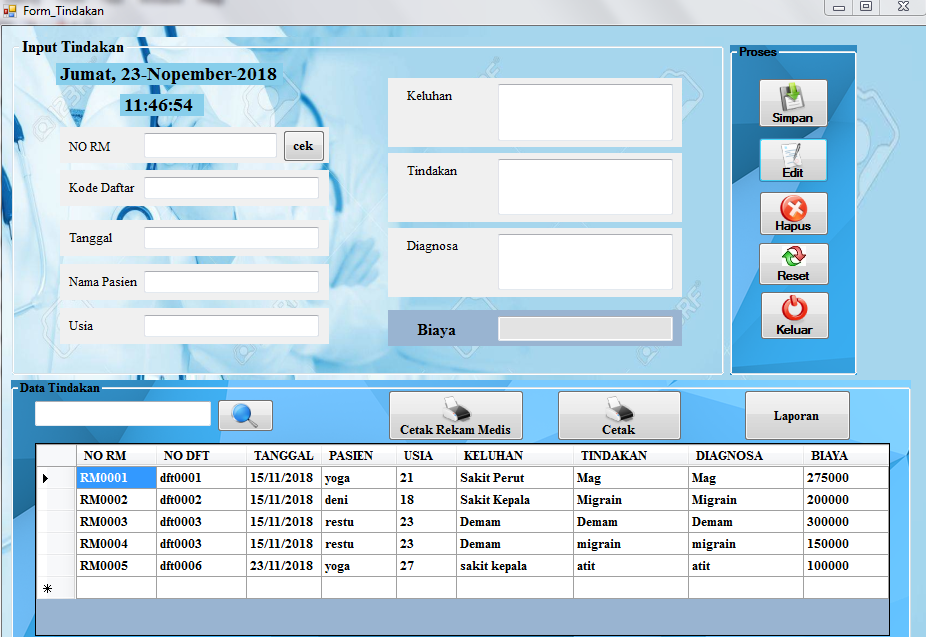 Form_Tindakan
Input Tindakan
Jumat, 23-Nopember-2018
11:46:54
NO RM
cek
Kode Daftar
Tanggal
Nama Pasien
Usia
Keluhan
Tindakan
Diagnosa
Biaya
Proses
Simpan
Edit
Hapus
Reset
Keluar
Data Tindakan
Cetak Rekam Medis
Cetak
Laporan
NO RM NO DFT TANGGAL PASIEN USIA KELUHAN TINDAKAN DIAGNOSA BIAYA
RM0001 dft0001 15/11/2018 yoga 21 Sakit Perut Mag Mag 275000
RM0002 dft0002 15/11/2018 deni 18 Sakit Kepala Migrain Migrain 200000
RM0003 dft0003 15/11/2018 restu 23 Demam Demam Demam 300000
RM0004 dft0003 15/11/2018 restu 23 Demam migrain migrain 150000
RM0005 dft0006 23/11/2018 yoga 27 sakit kepala atit atit 100000